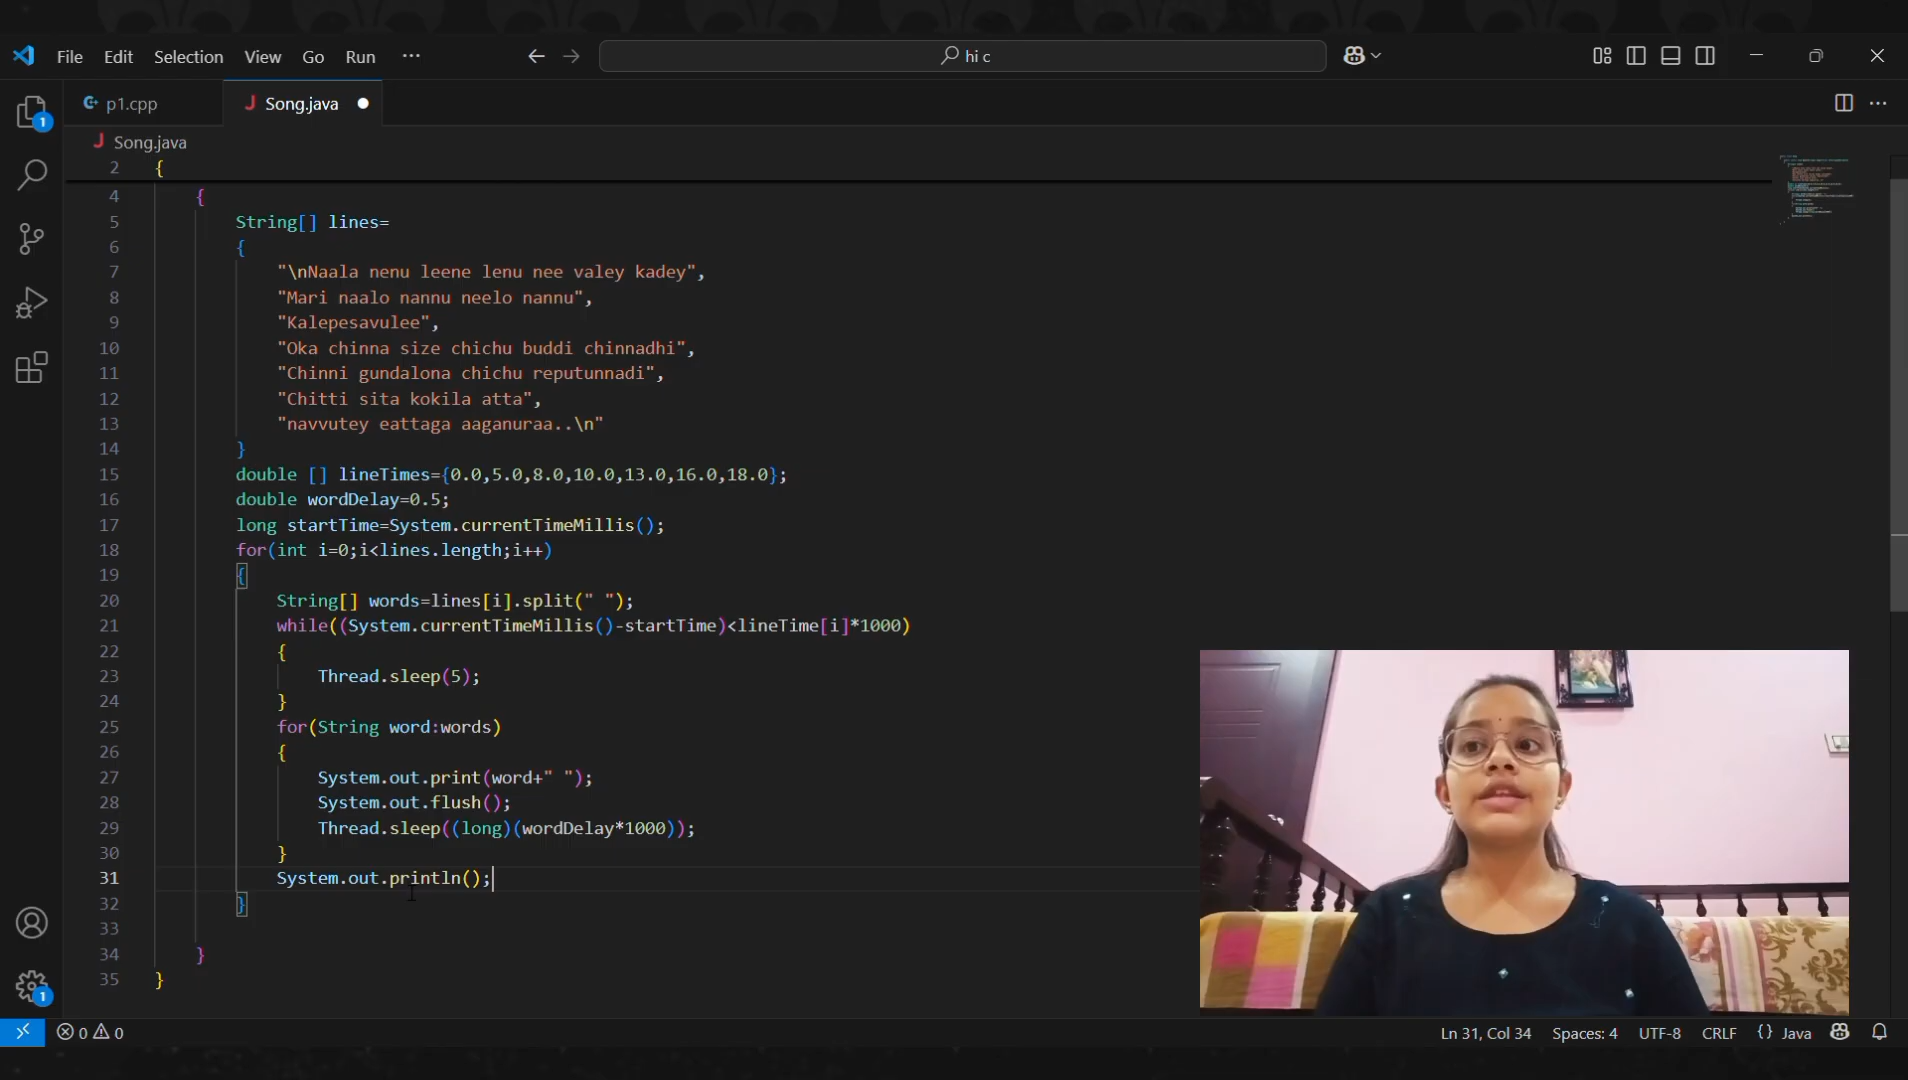 File Edit Selection View Go Run ··· hi c
p1.cpp Song.java
Song.java
2 {
4 {
5 String[] lines=
6 {
7 "\nNaala nenu leene lenu nee valey kadey",
8 "Mari naalo nannu neelo nannu",
9 "Kalepesavulee",
10 "Oka chinna size chichu buddi chinnadhi",
11 "Chinni gundalona chichu reputunnadi",
12 "Chitti sita kokila atta",
13 "navvutey eattaga aaganuraa..\n"
14 }
15 double [] lineTimes={0.0,5.0,8.0,10.0,13.0,16.0,18.0};
16 double wordDelay=0.5;
17 long startTime=System.currentTimeMillis();
18 for(int i=0;i<lines.length;i++)
19 {
20 String[] words=lines[i].split(" ");
21 while((System.currentTimeMillis()-startTime)<lineTime[i]*1000)
22 {
23 Thread.sleep(5);
24 }
25 for(String word:words)
26 {
27 System.out.print(word+" ");
28 System.out.flush();
29 Thread.sleep((long)(wordDelay*1000));
30 }
31 System.out.println();
32 }
33
34 }
35 }
1
1
0 0 Ln 31, Col 34 Spaces: 4 UTF-8 CRLF {} Java